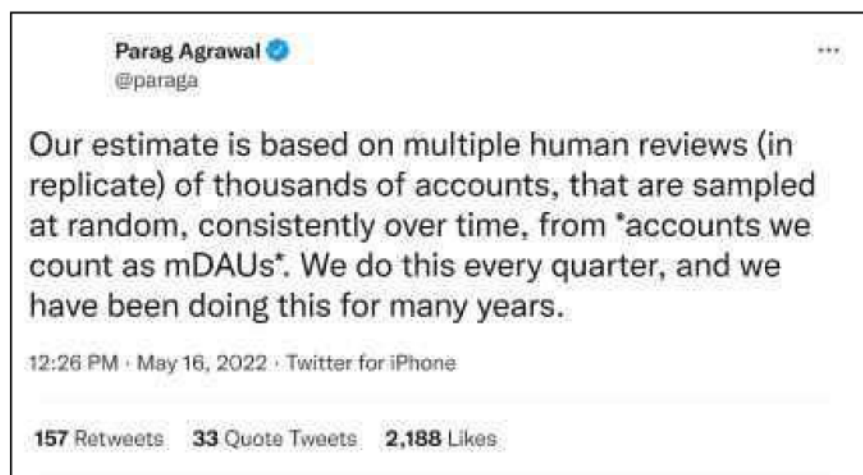 Parag Agrawal
@paraga
...
Our estimate is based on multiple human reviews (in
replicate) of thousands of accounts, that are sampled
at random, consistently over time, from *accounts we
count as mDAUs*. We do this every quarter, and we
have been doing this for many years.
12:26 PM · May 16, 2022 · Twitter for iPhone
157 Retweets 33 Quote Tweets 2,188 Likes